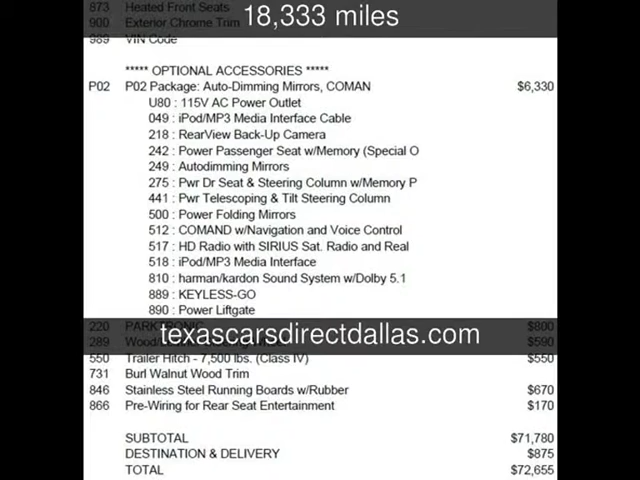 873 Heated Front Seats
18,333 miles
900 Exterior Chrome Trim
989 VIN Code
***** OPTIONAL ACCESSORIES *****
P02 P02 Package: Auto-Dimming Mirrors, COMAN $6,330
U80 : 115V AC Power Outlet
049 : iPod/MP3 Media Interface Cable
218 : RearView Back-Up Camera
242 : Power Passenger Seat w/Memory (Special O
249 : Autodimming Mirrors
275 : Pwr Dr Seat & Steering Column w/Memory P
441 : Pwr Telescoping & Tilt Steering Column
500 : Power Folding Mirrors
512 : COMAND w/Navigation and Voice Control
517 : HD Radio with SIRIUS Sat. Radio and Real
518 : iPod/MP3 Media Interface
810 : harman/kardon Sound System w/Dolby 5.1
889 : KEYLESS-GO
890 : Power Liftgate
220 PARKTRONIC $800
texascarsdirectdallas.com
289 Wood/ $590
550 Trailer Hitch - 7,500 lbs. (Class IV) $550
731 Burl Walnut Wood Trim
846 Stainless Steel Running Boards w/Rubber $670
866 Pre-Wiring for Rear Seat Entertainment $170
SUBTOTAL $71,780
DESTINATION & DELIVERY $875
TOTAL $72,655